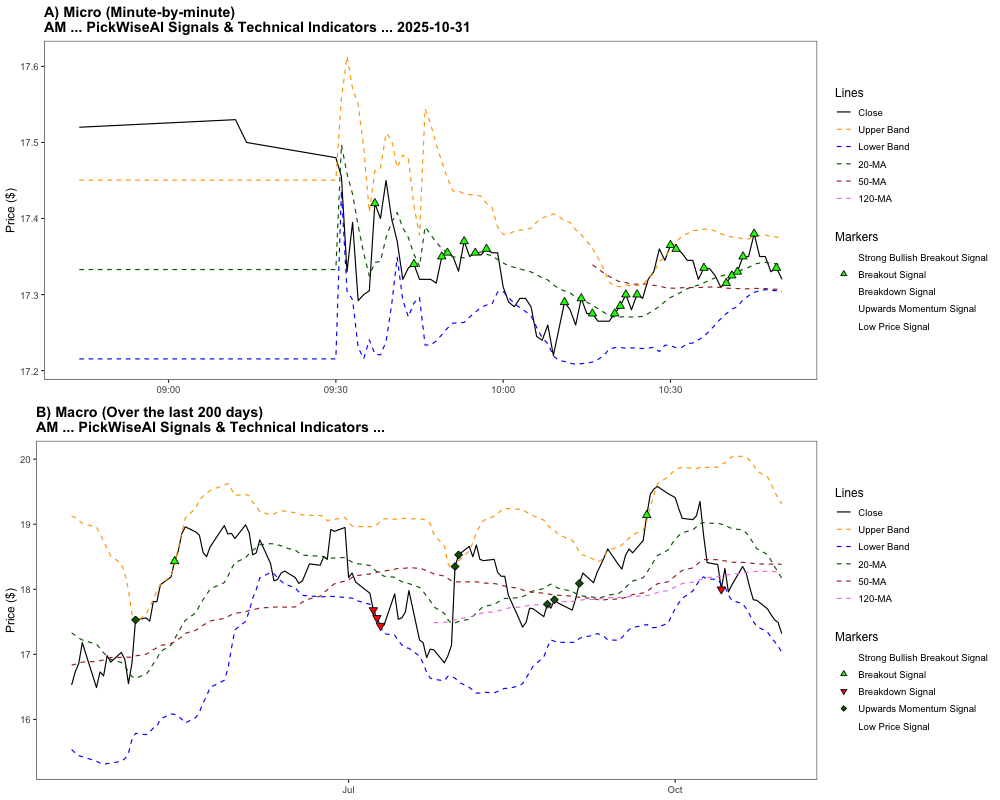 A) Micro (Minute-by-minute)
AM ... PickWiseAI Signals & Technical Indicators ... 2025-10-31
Price ($)
17.6
17.5
17.4
17.3
17.2
09:00
09:30
10:00
10:30
Lines
Close
Upper Band
Lower Band
20-MA
50-MA
120-MA
Markers
Strong Bullish Breakout Signal
Breakout Signal
Breakdown Signal
Upwards Momentum Signal
Low Price Signal
B) Macro (Over the last 200 days)
AM ... PickWiseAI Signals & Technical Indicators ...
Price ($)
20
19
18
17
16
Jul
Oct
Lines
Close
Upper Band
Lower Band
20-MA
50-MA
120-MA
Markers
Strong Bullish Breakout Signal
Breakout Signal
Breakdown Signal
Upwards Momentum Signal
Low Price Signal